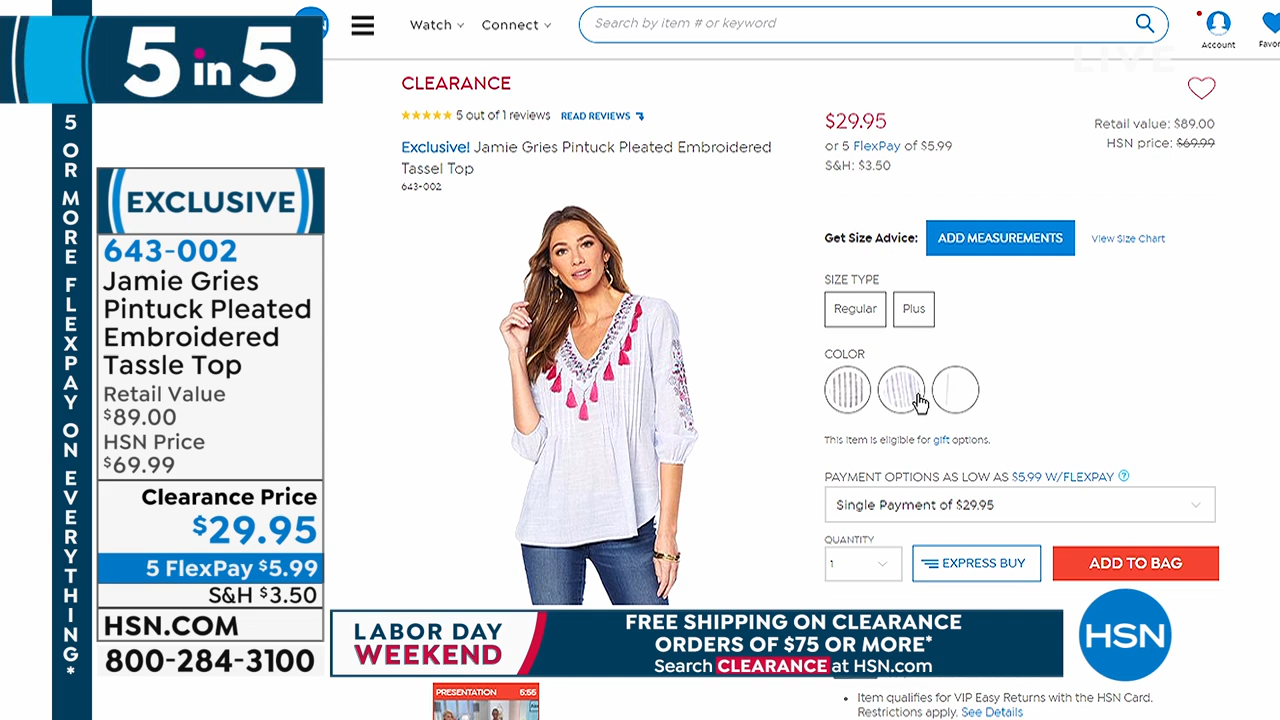 5 in 5
5 OR MORE FLEXPAY ON EVERYTHING*
EXCLUSIVE
643-002
Jamie Gries
Pintuck Pleated
Embroidered
Tassle Top
Retail Value
$89.00
HSN Price
$69.99
Clearance Price
$29.95
5 FlexPay $5.99
S&H $3.50
HSN.COM
800-284-3100
Watch
Connect
Search by item # or keyword
Account
LIVE
CLEARANCE
5 out of 1 reviews READ REVIEWS
Exclusive! Jamie Gries Pintuck Pleated Embroidered
Tassel Top
643-002
$29.95
or 5 FlexPay of $5.99
S&H: $3.50
Retail value: $89.00
HSN price: $69.99
Get Size Advice: ADD MEASUREMENTS View Size Chart
SIZE TYPE
Regular Plus
COLOR
This item is eligible for gift options.
PAYMENT OPTIONS AS LOW AS $5.99 W/FLEXPAY ?
Single Payment of $29.95
QUANTITY
1 EXPRESS BUY ADD TO BAG
LABOR DAY
WEEKEND
FREE SHIPPING ON CLEARANCE
ORDERS OF $75 OR MORE*
Search CLEARANCE at HSN.com
HSN
PRESENTATION 5:55
Item qualifies for VIP Easy Returns with the HSN Card.
Restrictions apply. See Details